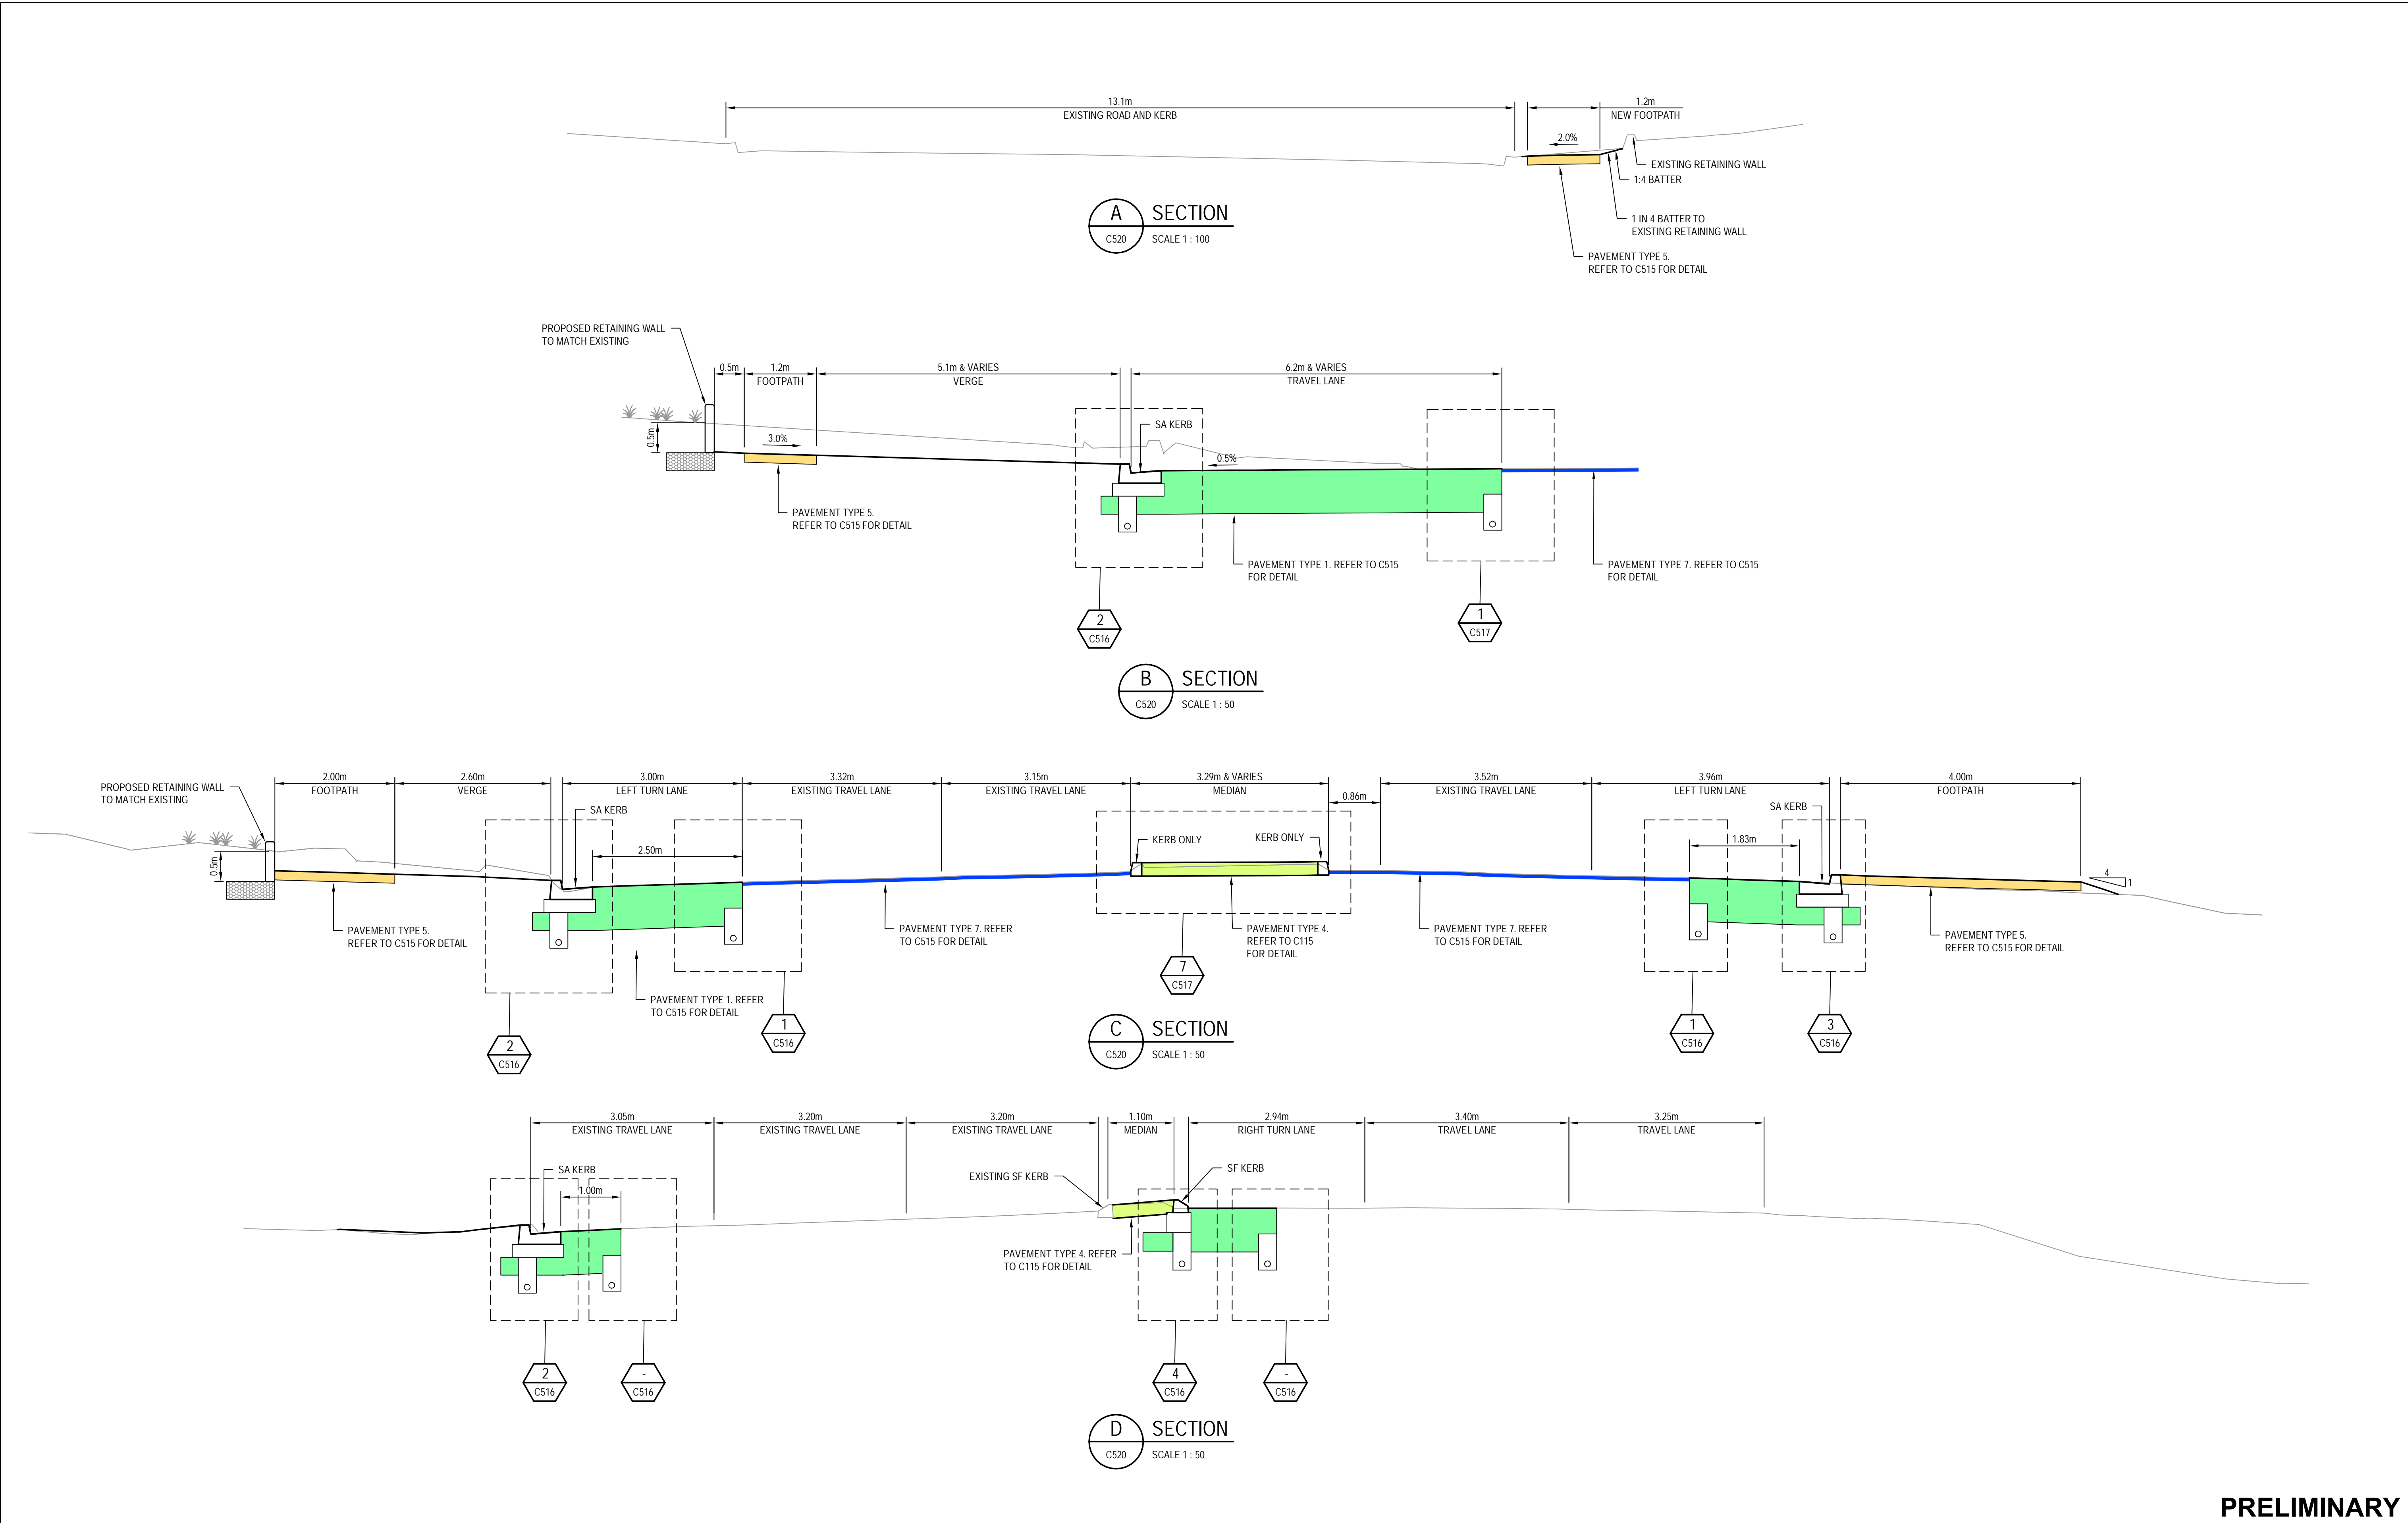 13.1m
EXISTING ROAD AND KERB
1.2m
NEW FOOTPATH
2.0%
EXISTING RETAINING WALL
1:4 BATTER
1 IN 4 BATTER TO
EXISTING RETAINING WALL
PAVEMENT TYPE 5.
REFER TO C515 FOR DETAIL
A
C520
SECTION
SCALE 1 : 100
PROPOSED RETAINING WALL
TO MATCH EXISTING
0.5m
1.2m
FOOTPATH
5.1m & VARIES
VERGE
6.2m & VARIES
TRAVEL LANE
0.5m
3.0%
SA KERB
0.5%
PAVEMENT TYPE 5.
REFER TO C515 FOR DETAIL
PAVEMENT TYPE 1. REFER TO C515
FOR DETAIL
PAVEMENT TYPE 7. REFER TO C515
FOR DETAIL
2
C516
1
C517
B
C520
SECTION
SCALE 1 : 50
PROPOSED RETAINING WALL
TO MATCH EXISTING
2.00m
FOOTPATH
2.60m
VERGE
3.00m
LEFT TURN LANE
3.32m
EXISTING TRAVEL LANE
3.15m
EXISTING TRAVEL LANE
3.29m & VARIES
MEDIAN
0.86m
3.52m
EXISTING TRAVEL LANE
3.96m
LEFT TURN LANE
4.00m
FOOTPATH
0.5m
SA KERB
2.50m
KERB ONLY
KERB ONLY
SA KERB
1.83m
4
1
PAVEMENT TYPE 5.
REFER TO C515 FOR DETAIL
PAVEMENT TYPE 1. REFER
TO C515 FOR DETAIL
PAVEMENT TYPE 7. REFER
TO C515 FOR DETAIL
PAVEMENT TYPE 4.
REFER TO C115
FOR DETAIL
PAVEMENT TYPE 7. REFER
TO C515 FOR DETAIL
PAVEMENT TYPE 5.
REFER TO C515 FOR DETAIL
2
C516
1
C516
7
C517
1
C516
3
C516
C
C520
SECTION
SCALE 1 : 50
3.05m
EXISTING TRAVEL LANE
3.20m
EXISTING TRAVEL LANE
3.20m
EXISTING TRAVEL LANE
1.10m
MEDIAN
2.94m
RIGHT TURN LANE
3.40m
TRAVEL LANE
3.25m
TRAVEL LANE
SA KERB
1.00m
EXISTING SF KERB
SF KERB
PAVEMENT TYPE 4. REFER
TO C115 FOR DETAIL
2
C516
-
C516
4
C516
-
C516
D
C520
SECTION
SCALE 1 : 50
PRELIMINARY